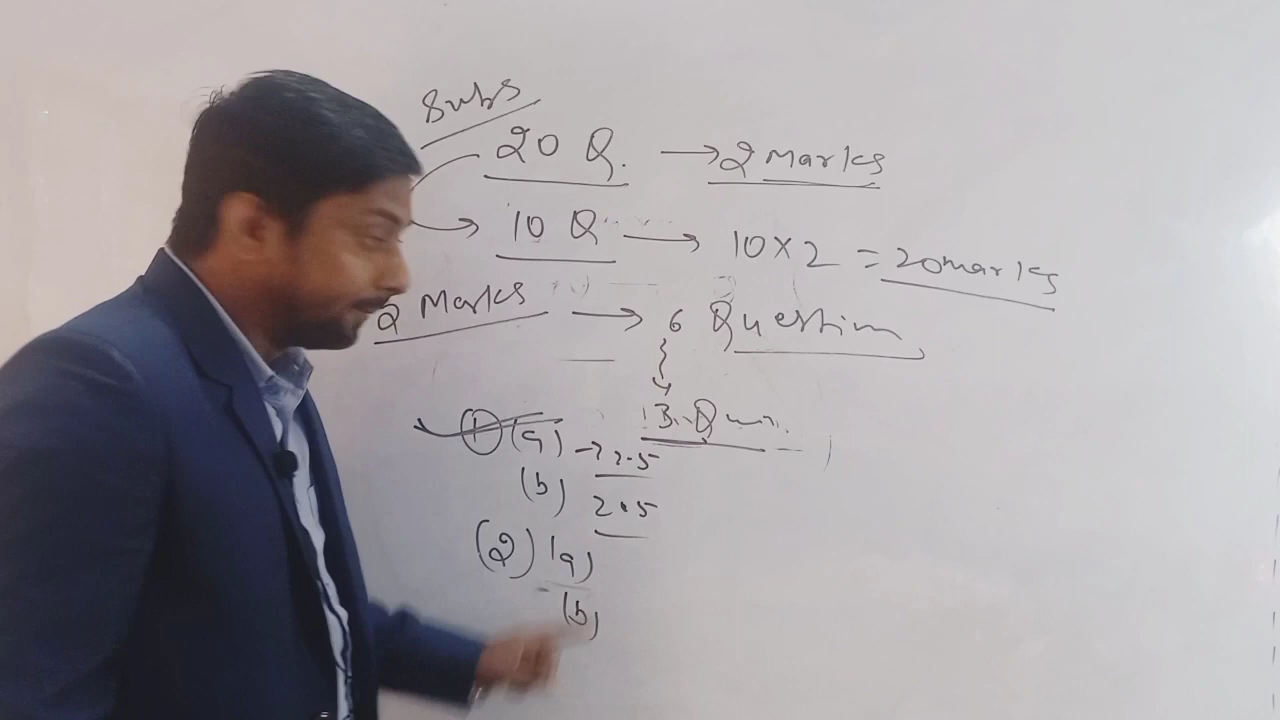 Subs
20 Q. → 2 Marks
→ 10 Q → 10 × 2 = 20 marks
2 Marks → 6 Question
3. Q
① (a) → 2.5
(b) 2.5
(2) (a)
(b)